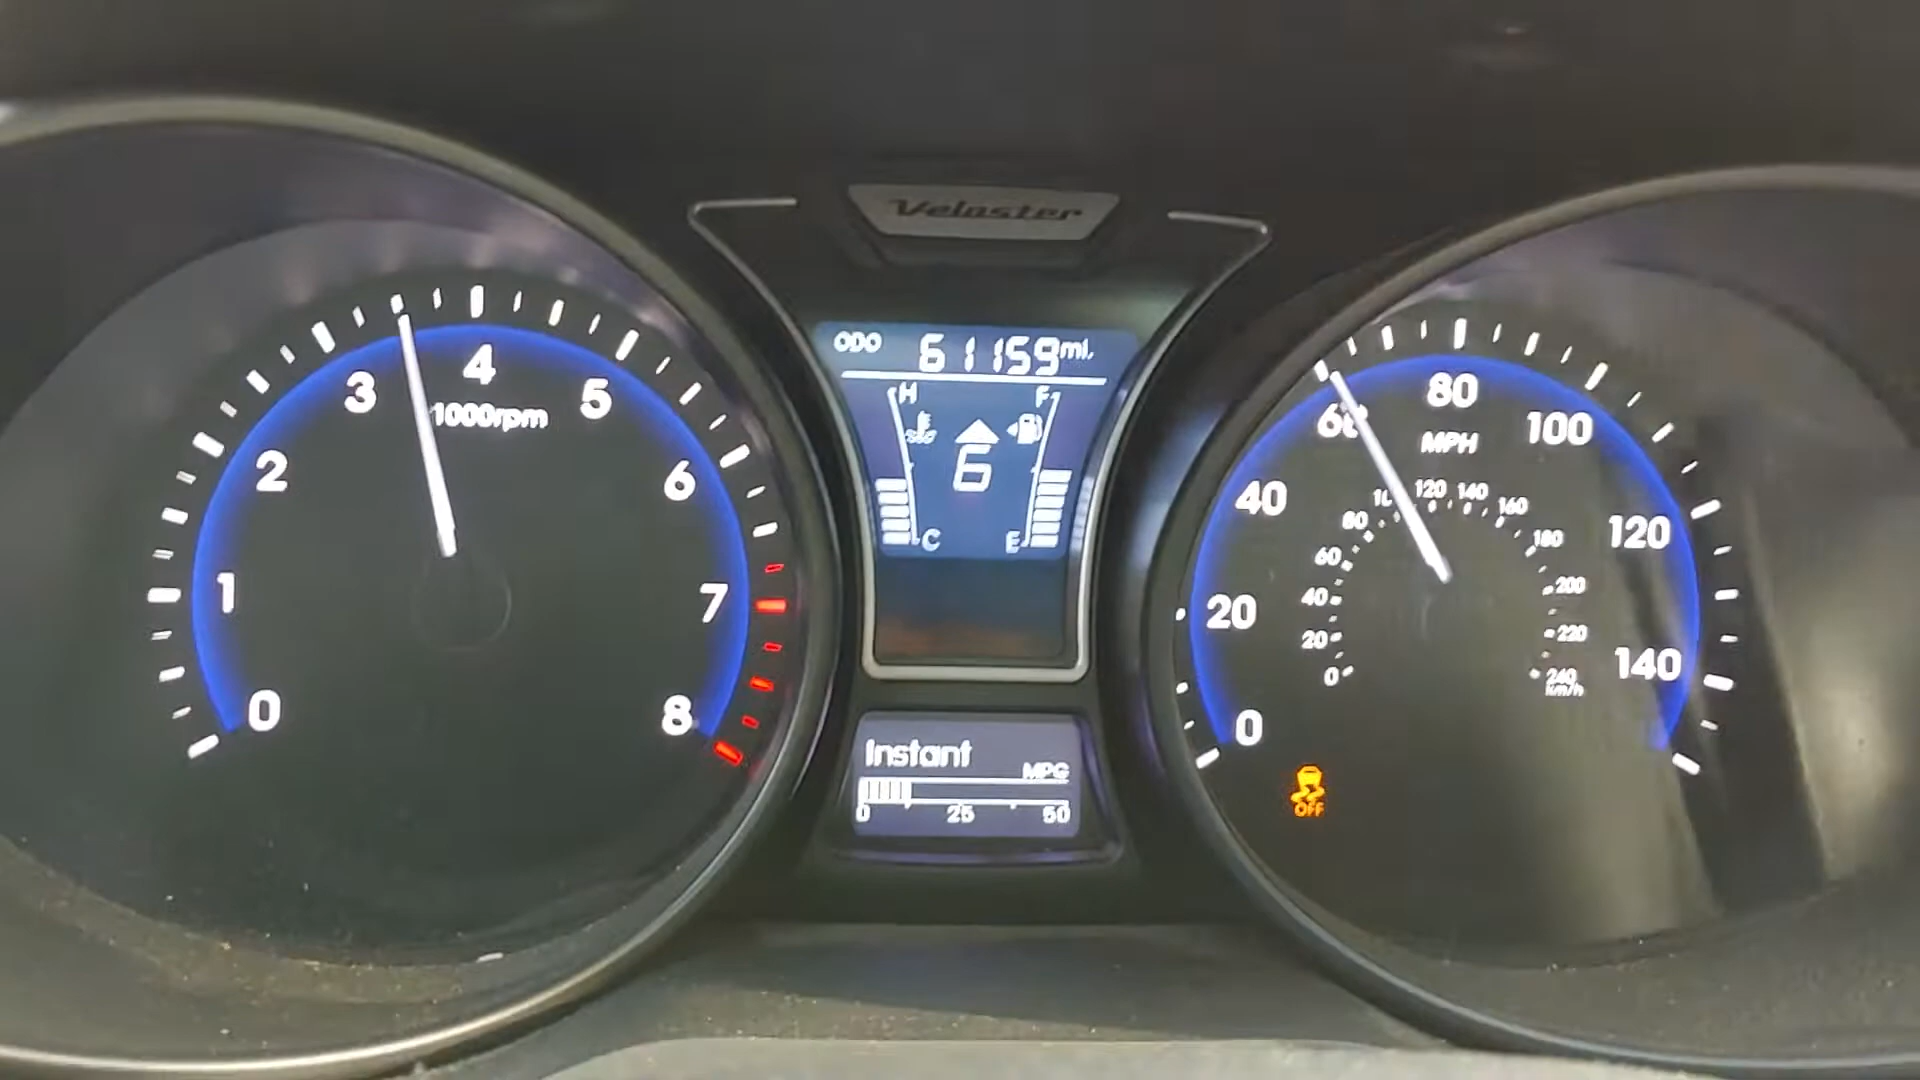 Veloster
ODO 61159 mi.
H F
6
C E
0 1 2 3 4 5 6 7 8
1000rpm
0 20 40 60 80 100 120 140
MPH
0 20 40 60 80 100 120 140 160 180 200 220 240
km/h
Instant
MPG
0 25 50
OFF